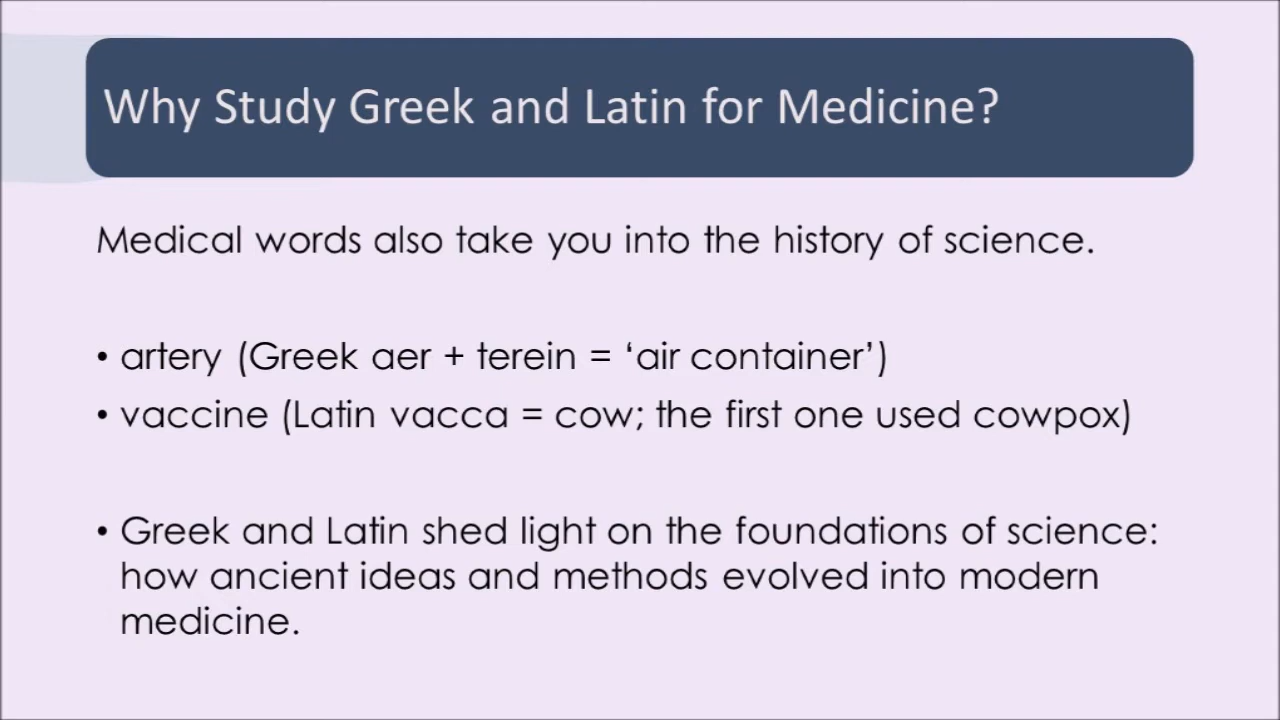 Why Study Greek and Latin for Medicine?
Medical words also take you into the history of science.
• artery (Greek aer + terein = ‘air container’)
• vaccine (Latin vacca = cow; the first one used cowpox)
• Greek and Latin shed light on the foundations of science:
how ancient ideas and methods evolved into modern
medicine.